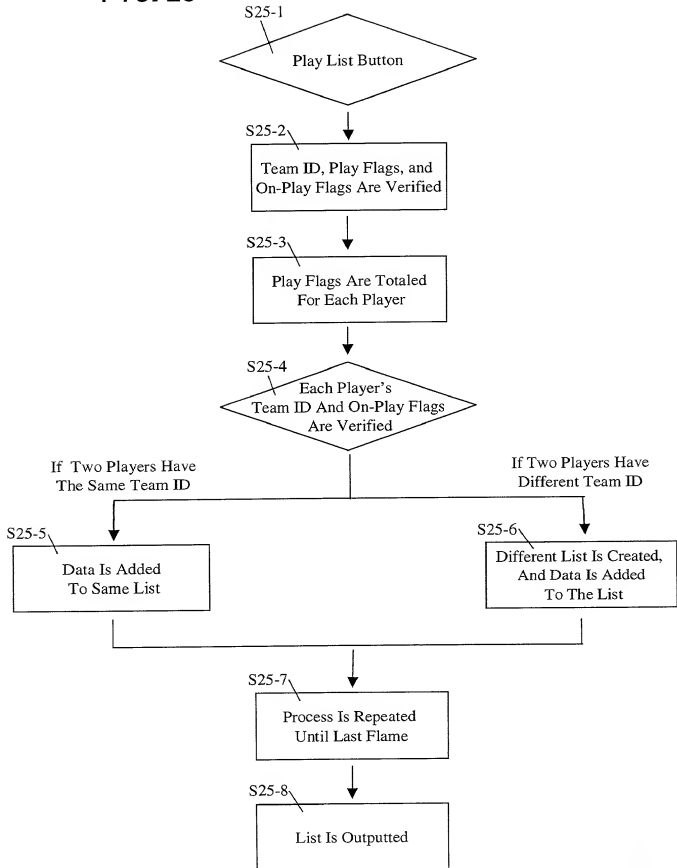 S25-1
Play List Button
S25-2
Team ID, Play Flags, and
On-Play Flags Are Verified
S25-3
Play Flags Are Totaled
For Each Player
S25-4
Each Player's
Team ID And On-Play Flags
Are Verified
If Two Players Have
The Same Team ID
If Two Players Have
Different Team ID
S25-5
Data Is Added
To Same List
S25-6
Different List Is Created,
And Data Is Added
To The List
S25-7
Process Is Repeated
Until Last Flame
S25-8
List Is Outputted